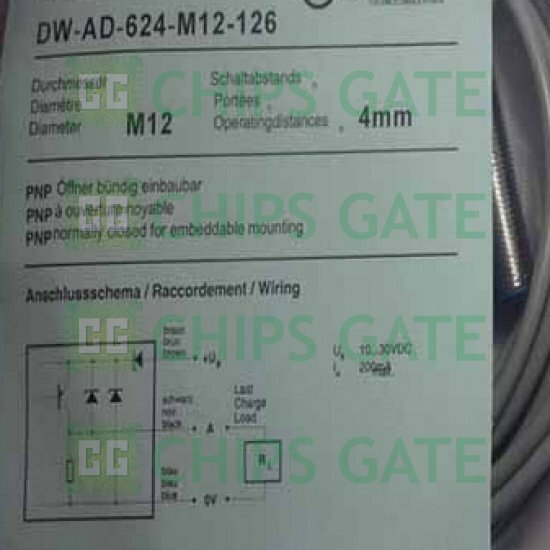 DW-AD-624-M12-126
Durchmesser Schaltabstands
Diamètre Portées
Diameter M12 Operatingdistances 4mm
PNP Öffner bündig einbaubar
PNP à ouverture noyable
PNP normally closed for embeddable mounting
Anschlussschema / Raccordement / Wiring
braun
brun
brown +U
10...30VDC
200mA
schwarz Last
noir Charge
black A Load
R
blau
bleu
blue 0V
CHIPS GATE
CHIPS GATE
CHIPS GATE
CHIPS GATE